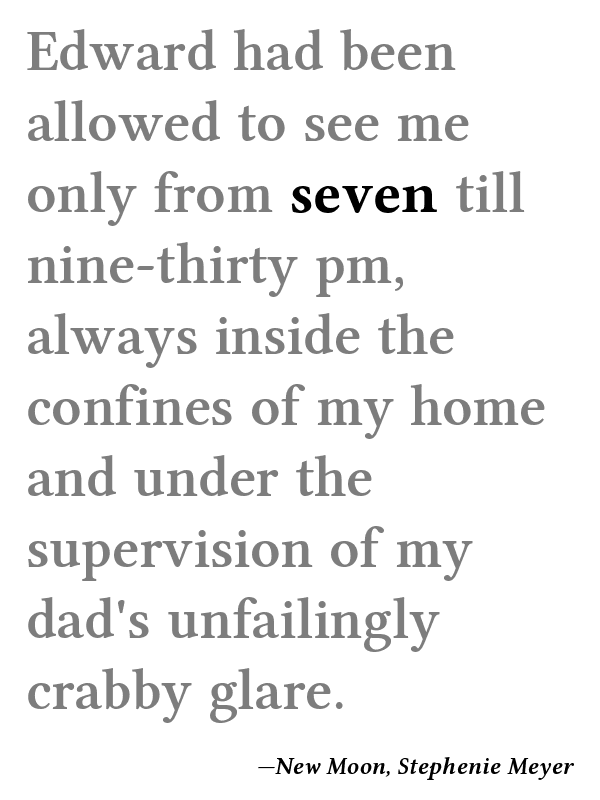 Edward had been
allowed to see me
only from seven till
nine-thirty pm,
always inside the
confines of my home
and under the
supervision of my
dad's unfailingly
crabby glare.
—New Moon, Stephenie Meyer